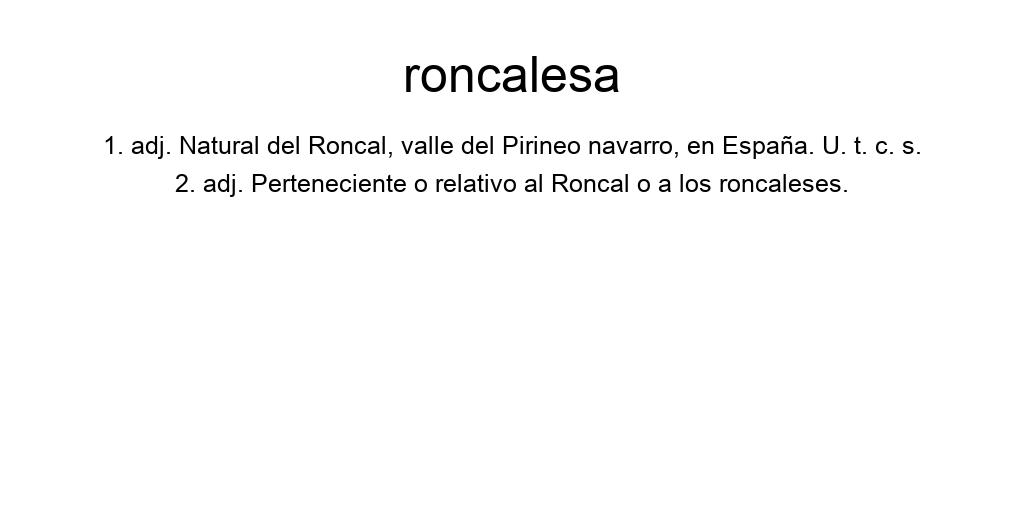 roncalesa
1. adj. Natural del Roncal, valle del Pirineo navarro, en España. U. t. c. s.
2. adj. Perteneciente o relativo al Roncal o a los roncaleses.